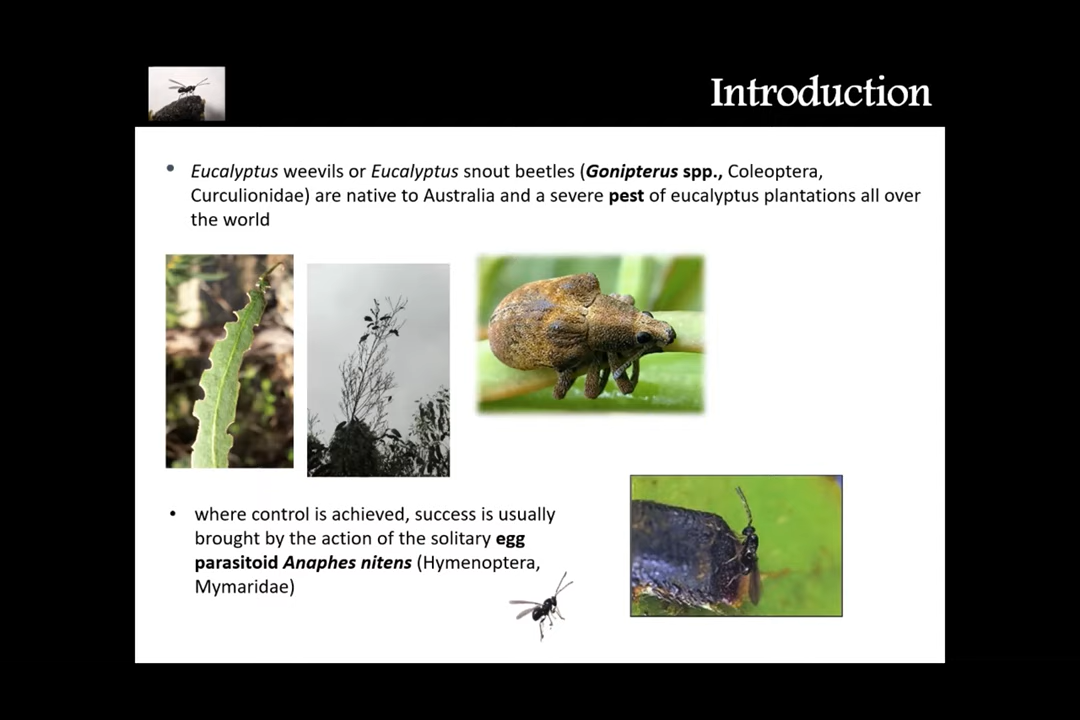 Introduction
• Eucalyptus weevils or Eucalyptus snout beetles (Gonipterus spp., Coleoptera,
Curculionidae) are native to Australia and a severe pest of eucalyptus plantations all over
the world
• where control is achieved, success is usually
brought by the action of the solitary egg
parasitoid Anaphes nitens (Hymenoptera,
Mymaridae)